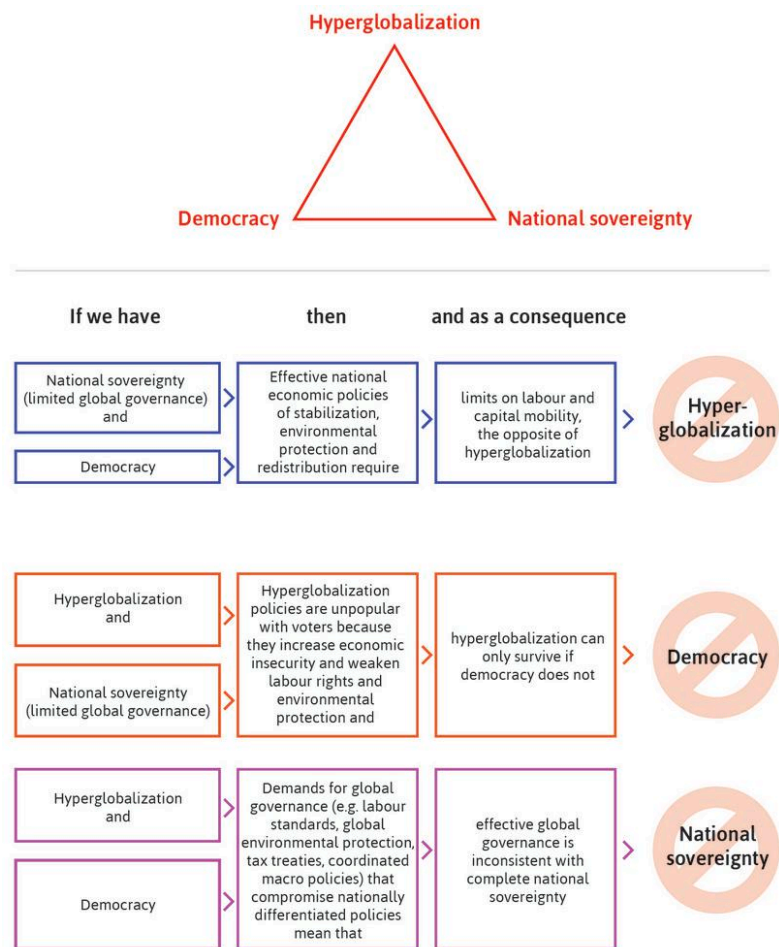 Hyperglobalization
Democracy
National sovereignty
If we have
then
and as a consequence
National sovereignty
(limited global governance)
and
Democracy
Effective national
economic policies
of stabilization,
environmental
protection and
redistribution require
limits on labour and
capital mobility,
the opposite of
hyperglobalization
Hyper-
globalization
Hyperglobalization
and
National sovereignty
(limited global governance)
Hyperglobalization
policies are unpopular
with voters because
they increase economic
insecurity and weaken
labour rights and
environmental
protection and
hyperglobalization can
only survive if
democracy does not
Democracy
Hyperglobalization
and
Democracy
Demands for global
governance (e.g. labour
standards, global
environmental protection,
tax treaties, coordinated
macro policies) that
compromise nationally
differentiated policies
mean that
effective global
governance is
inconsistent with
complete national
sovereignty
National
sovereignty